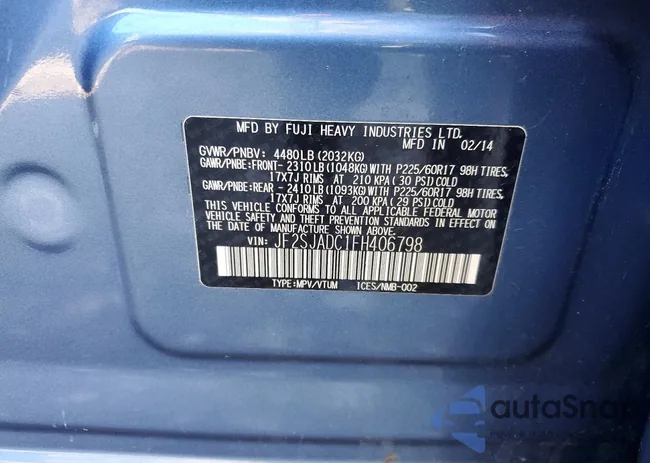 MFD BY FUJI HEAVY INDUSTRIES LTD.
MFD IN 02/14
GVWR/PNBV: 4480LB (2032KG)
GAWR/PNBE:FRONT-2310LB (1048KG)WITH P225/60R17 98H TIRES,
17X7J RIMS AT 210 KPA (30 PSI)COLD
GAWR/PNBE:REAR -2410LB (1093KG)WITH P225/60R17 98H TIRES,
17X7J RIMS AT 200 KPA (29 PSI)COLD
THIS VEHICLE CONFORMS TO ALL APPLICABLE FEDERAL MOTOR
VEHICLE SAFETY AND BUMPER STANDARDS IN EFFECT ON
THE DATE OF MANUFACTURE SHOWN ABOVE.
VIN: JF2SJADC1FH406798
TYPE:MPV/VTUM ICES/NMB-002
autoSnap